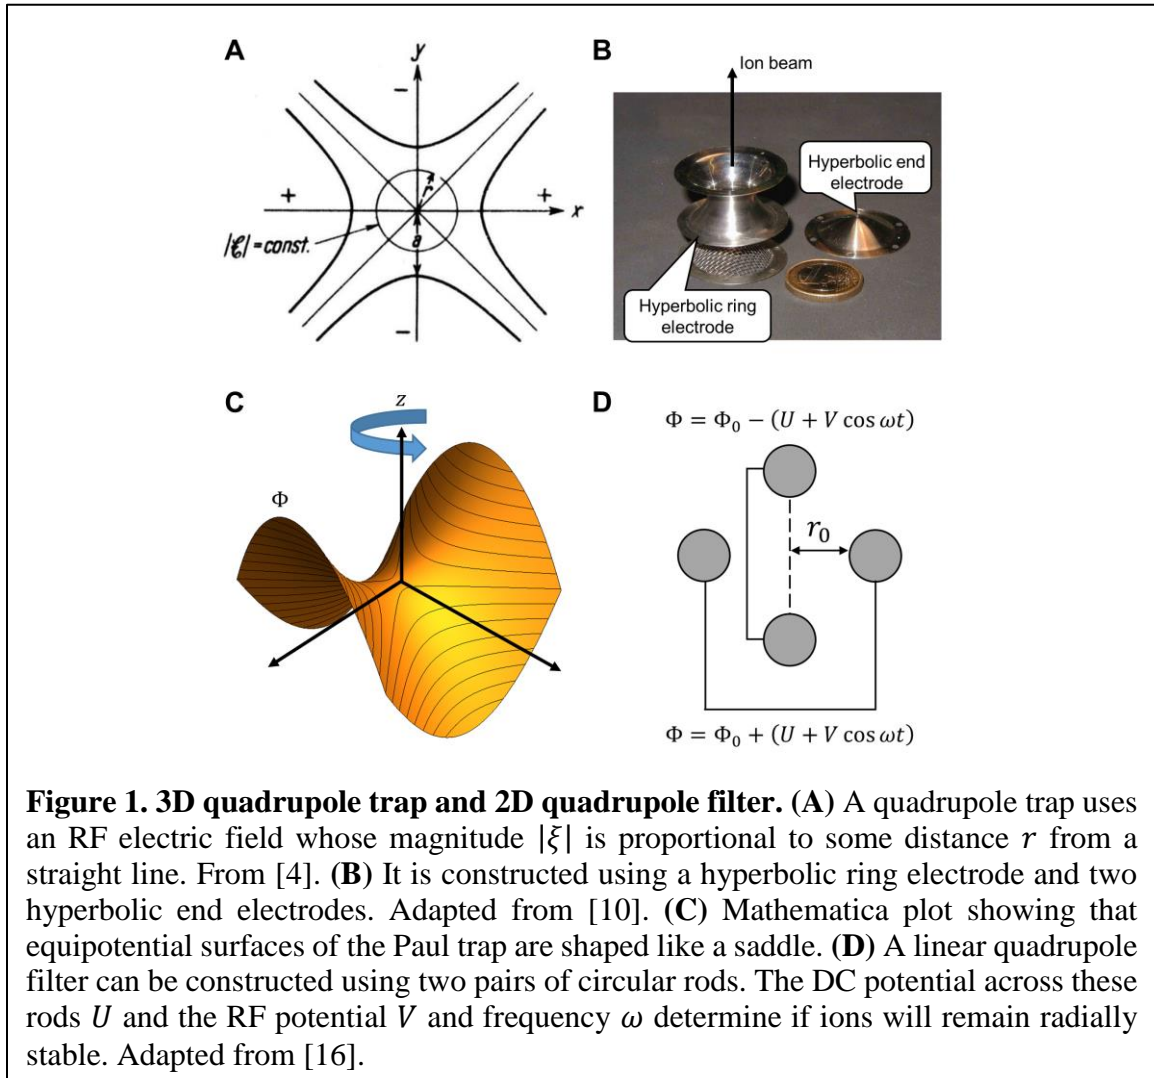 A
y
−
+
+
x
r
a
|ξ| = const.
−
B
Ion beam
Hyperbolic end
electrode
Hyperbolic ring
electrode
C
z
Φ
D
Φ = Φ₀ − (U + V cos ωt)
r₀
Φ = Φ₀ + (U + V cos ωt)
Figure 1. 3D quadrupole trap and 2D quadrupole filter. (A) A quadrupole trap uses
an RF electric field whose magnitude |ξ| is proportional to some distance r from a
straight line. From [4]. (B) It is constructed using a hyperbolic ring electrode and two
hyperbolic end electrodes. Adapted from [10]. (C) Mathematica plot showing that
equipotential surfaces of the Paul trap are shaped like a saddle. (D) A linear quadrupole
filter can be constructed using two pairs of circular rods. The DC potential across these
rods U and the RF potential V and frequency ω determine if ions will remain radially
stable. Adapted from [16].